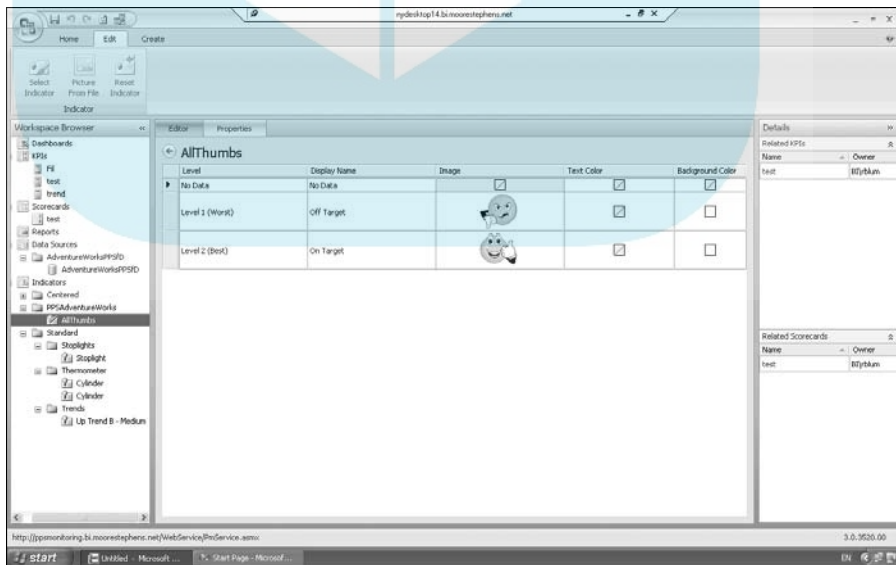 nydesktop14.bi.moorestephens.net
Home Edit Create
Select Indicator
Picture From File
Reset Indicator
Indicator
Workspace Browser
Dashboards
KPIs
Fil
test
trend
Scorecards
test
Reports
Data Sources
AdventureWorksPPSfD
AdventureWorksPPSfD
Indicators
Centered
PPSAdventureWorks
AllThumbs
Standard
Stoplights
Stoplight
Thermometer
Cylinder
Cylinder
Trends
Up Trend B - Medium
Editor Properties
AllThumbs
Level Display Name Image Text Color Background Color
No Data No Data
Level 1 (Worst) Off Target
Level 2 (Best) On Target
Details
Related KPIs
Name Owner
test BI\rblum
Related Scorecards
Name Owner
test BI\rblum
http://ppsmonitoring.bi.moorestephens.net/WebService/PmService.asmx 3.0.3520.00
start Untitled - Microsoft ... Start Page - Microsof... EN